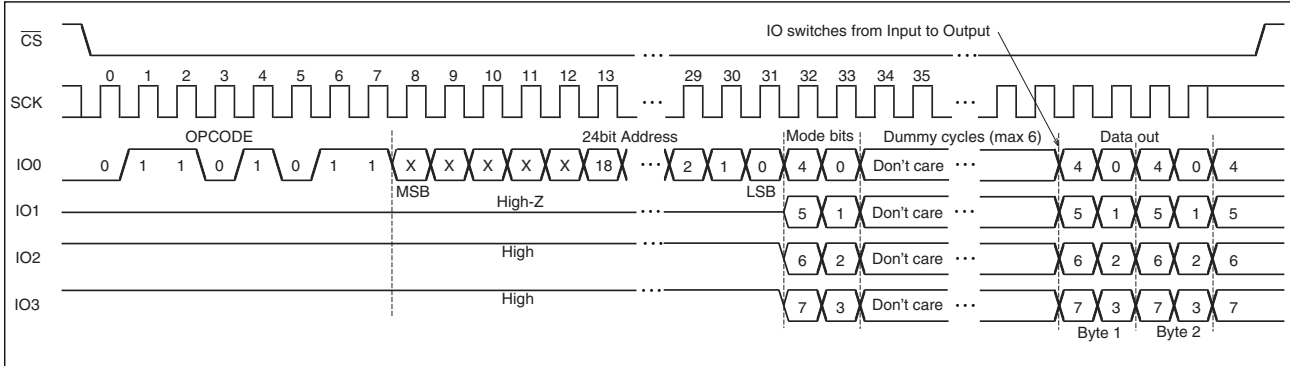 IO switches from Input to Output
CS
...
...
0 1 2 3 4 5 6 7 8 9 10 11 12 13 29 30 31 32 33 34 35
SCK
...
...
OPCODE 24bit Address Mode bits Dummy cycles (max 6) Data out
IO0 0 1 1 0 1 0 1 1 X X X X X 18 ... 2 1 0 4 0 Don't care ... 4 0 4 0 4
MSB LSB
IO1 High-Z ... 5 1 Don't care ... 5 1 5 1 5
IO2 High ... 6 2 Don't care ... 6 2 6 2 6
IO3 High ... 7 3 Don't care ... 7 3 7 3 7
Byte 1 Byte 2